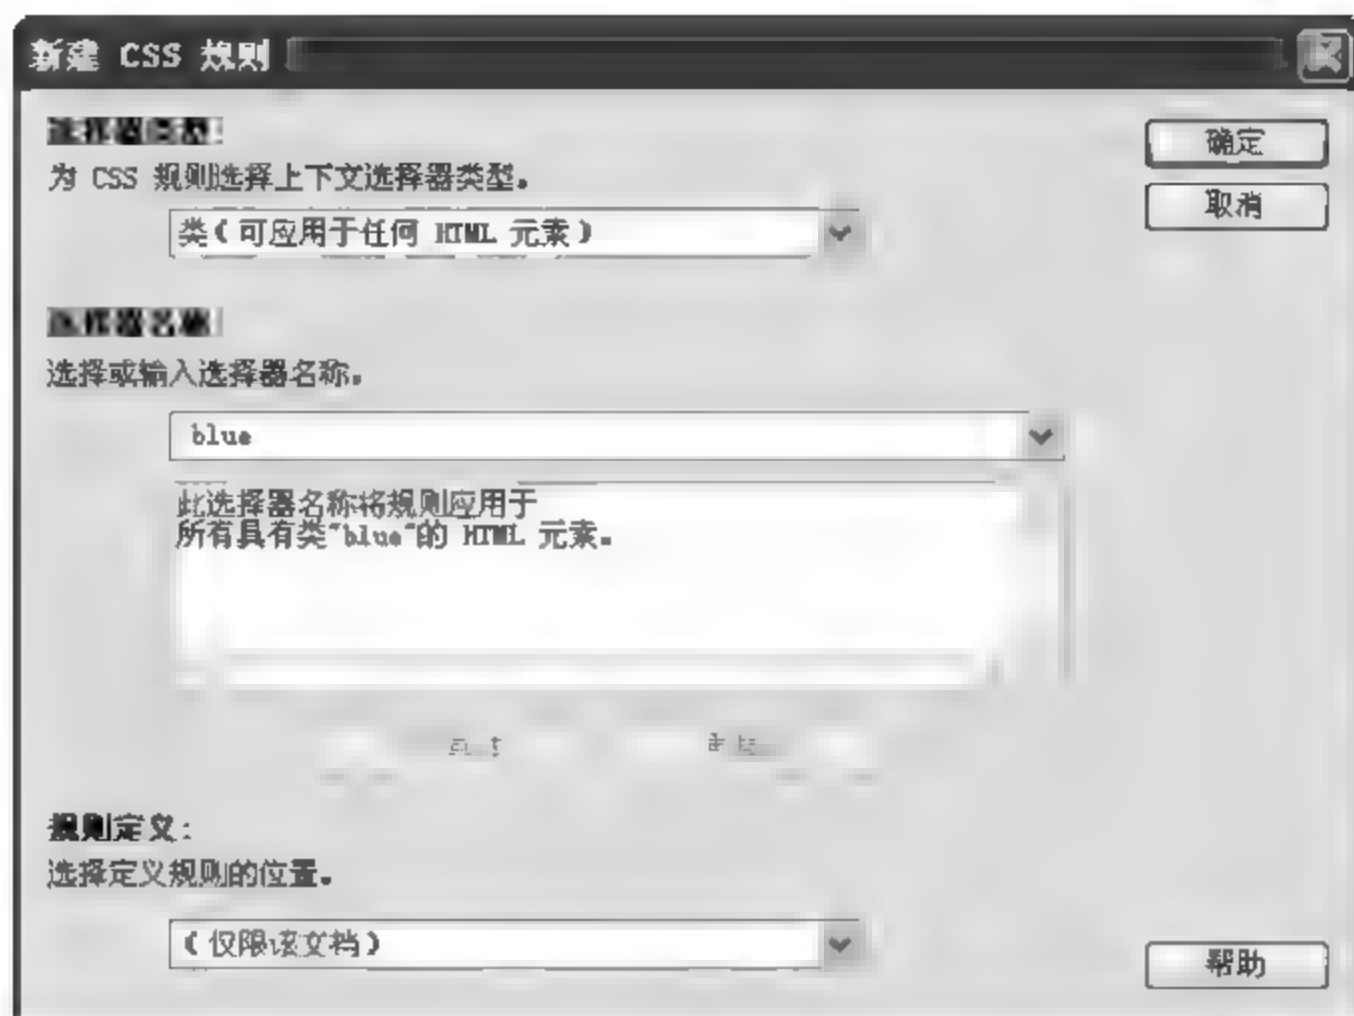 新建 CSS 规则
选择器类型:
为 CSS 规则选择上下文选择器类型。
类(可应用于任何 HTML 元素)
确定
取消
选择器名称:
选择或输入选择器名称。
blue
此选择器名称将规则应用于
所有具有类“blue”的 HTML 元素。
规则定义:
选择定义规则的位置。
(仅限该文档)
帮助